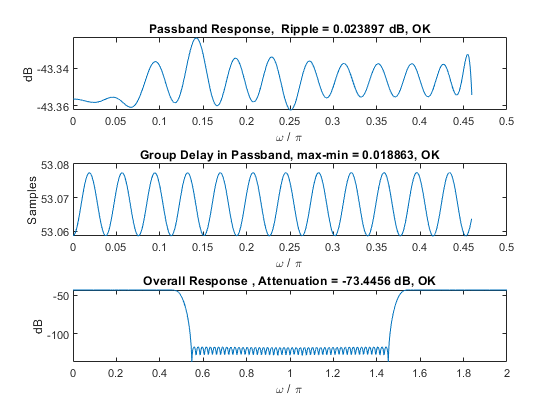 Passband Response,  Ripple = 0.023897 dB, OK
dB
-43.34
-43.36
0 0.05 0.1 0.15 0.2 0.25 0.3 0.35 0.4 0.45 0.5
ω / π
Group Delay in Passband, max-min = 0.018863, OK
Samples
53.08
53.07
53.06
0 0.05 0.1 0.15 0.2 0.25 0.3 0.35 0.4 0.45 0.5
ω / π
Overall Response , Attenuation = -73.4456 dB, OK
dB
-50
-100
0 0.2 0.4 0.6 0.8 1 1.2 1.4 1.6 1.8 2
ω / π